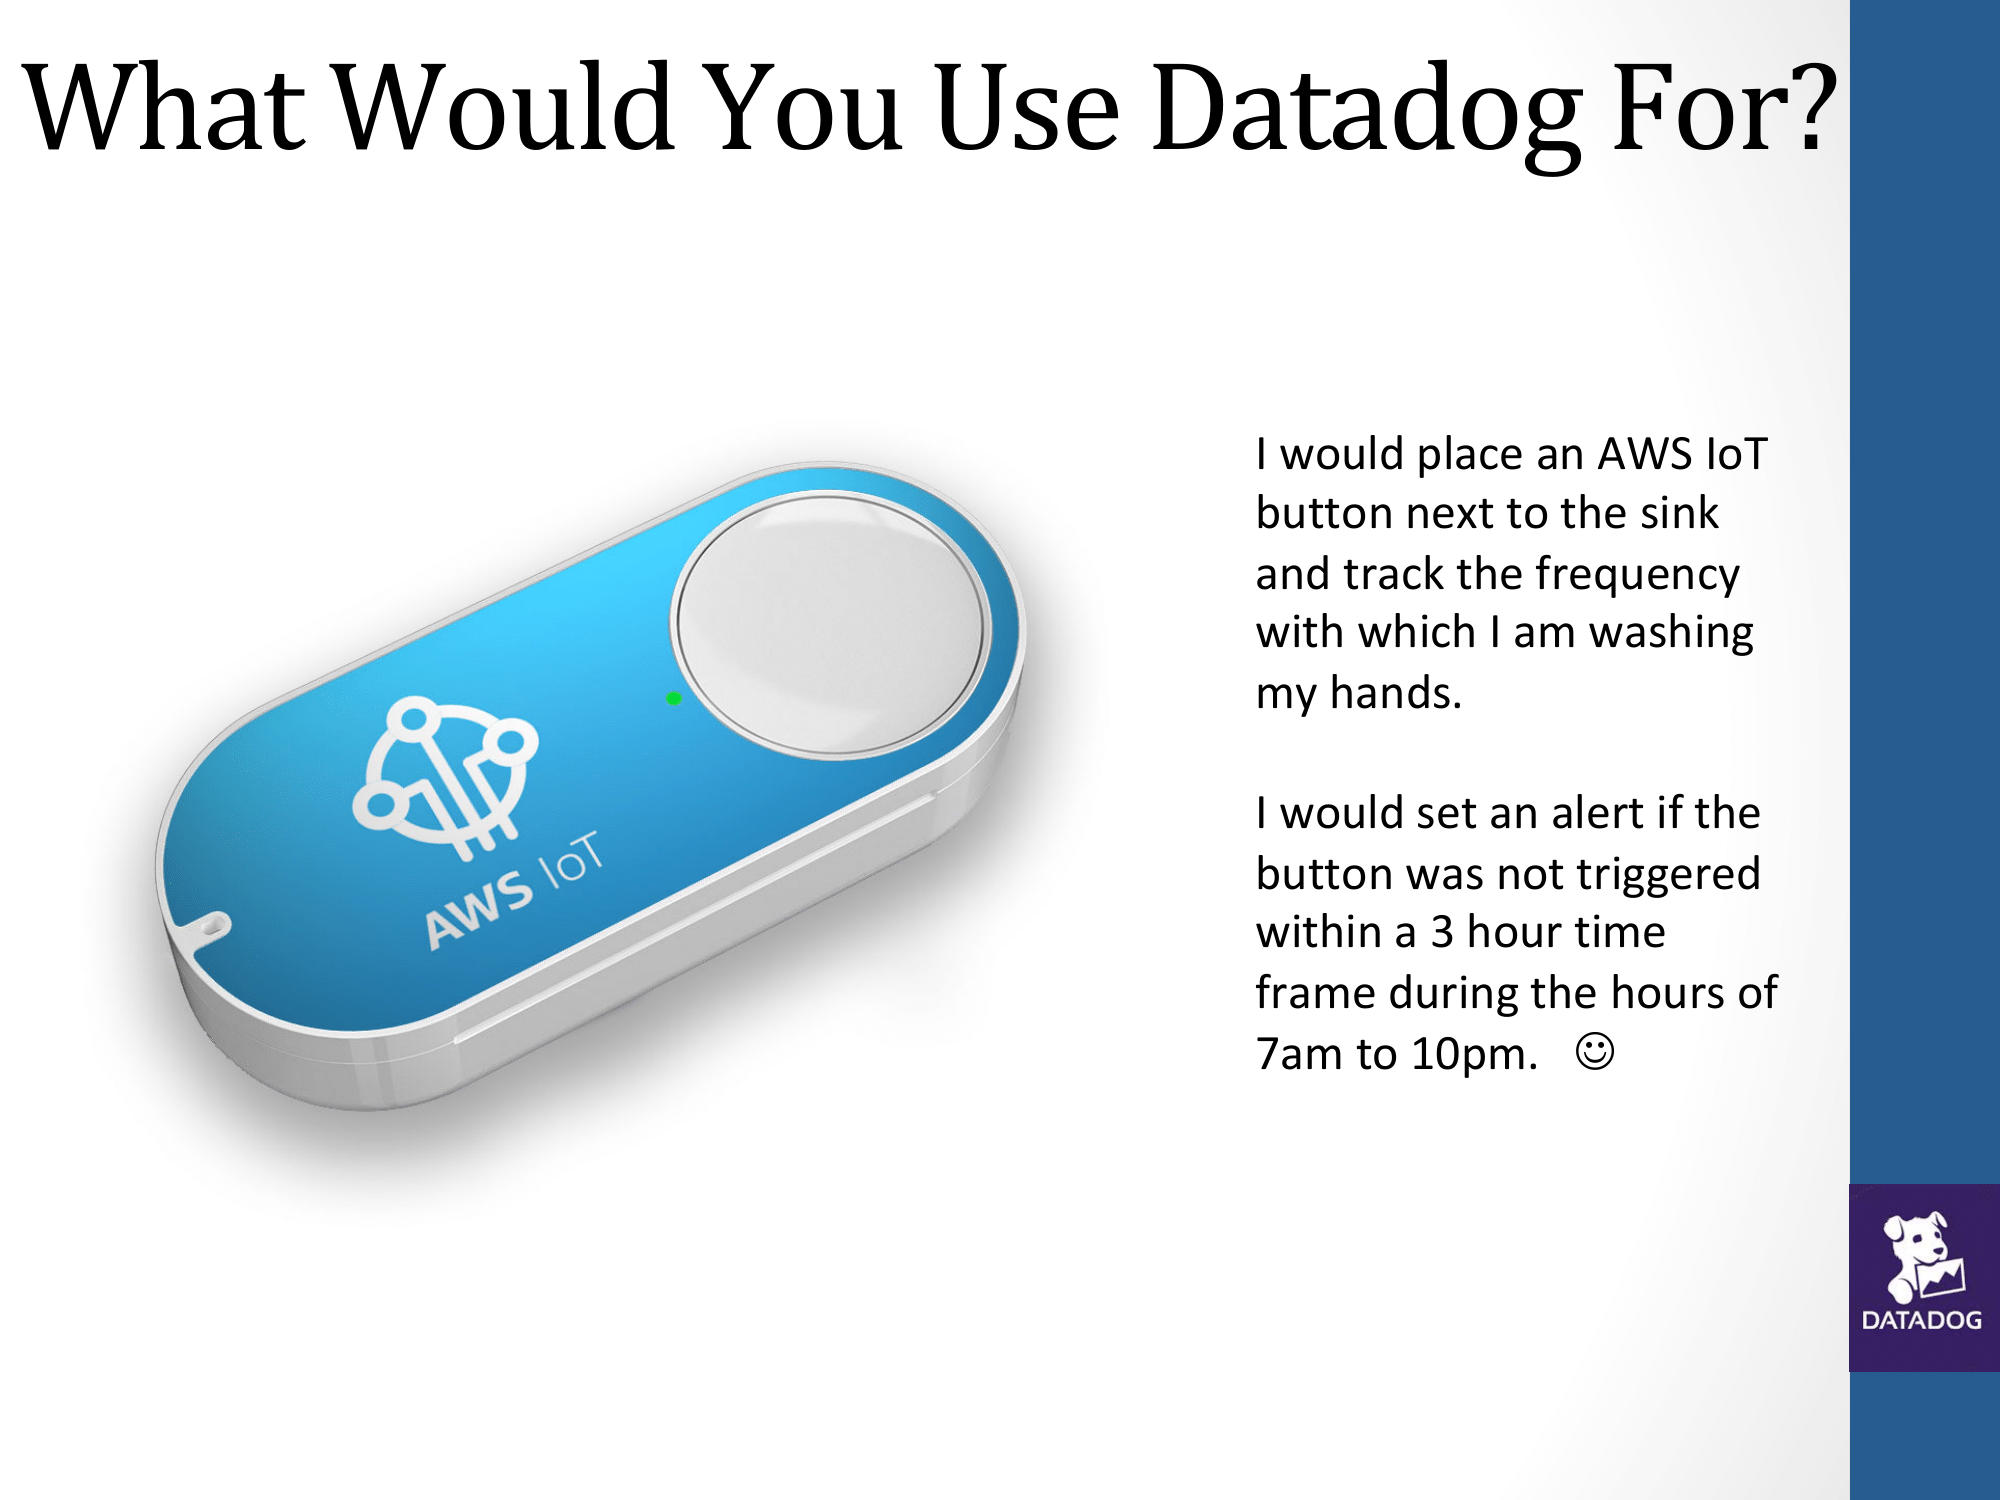 What Would You Use Datadog For?
I would place an AWS IoT
button next to the sink
and track the frequency
with which I am washing
my hands.
I would set an alert if the
button was not triggered
within a 3 hour time
frame during the hours of
7am to 10pm. ☺
AWS IoT
DATADOG